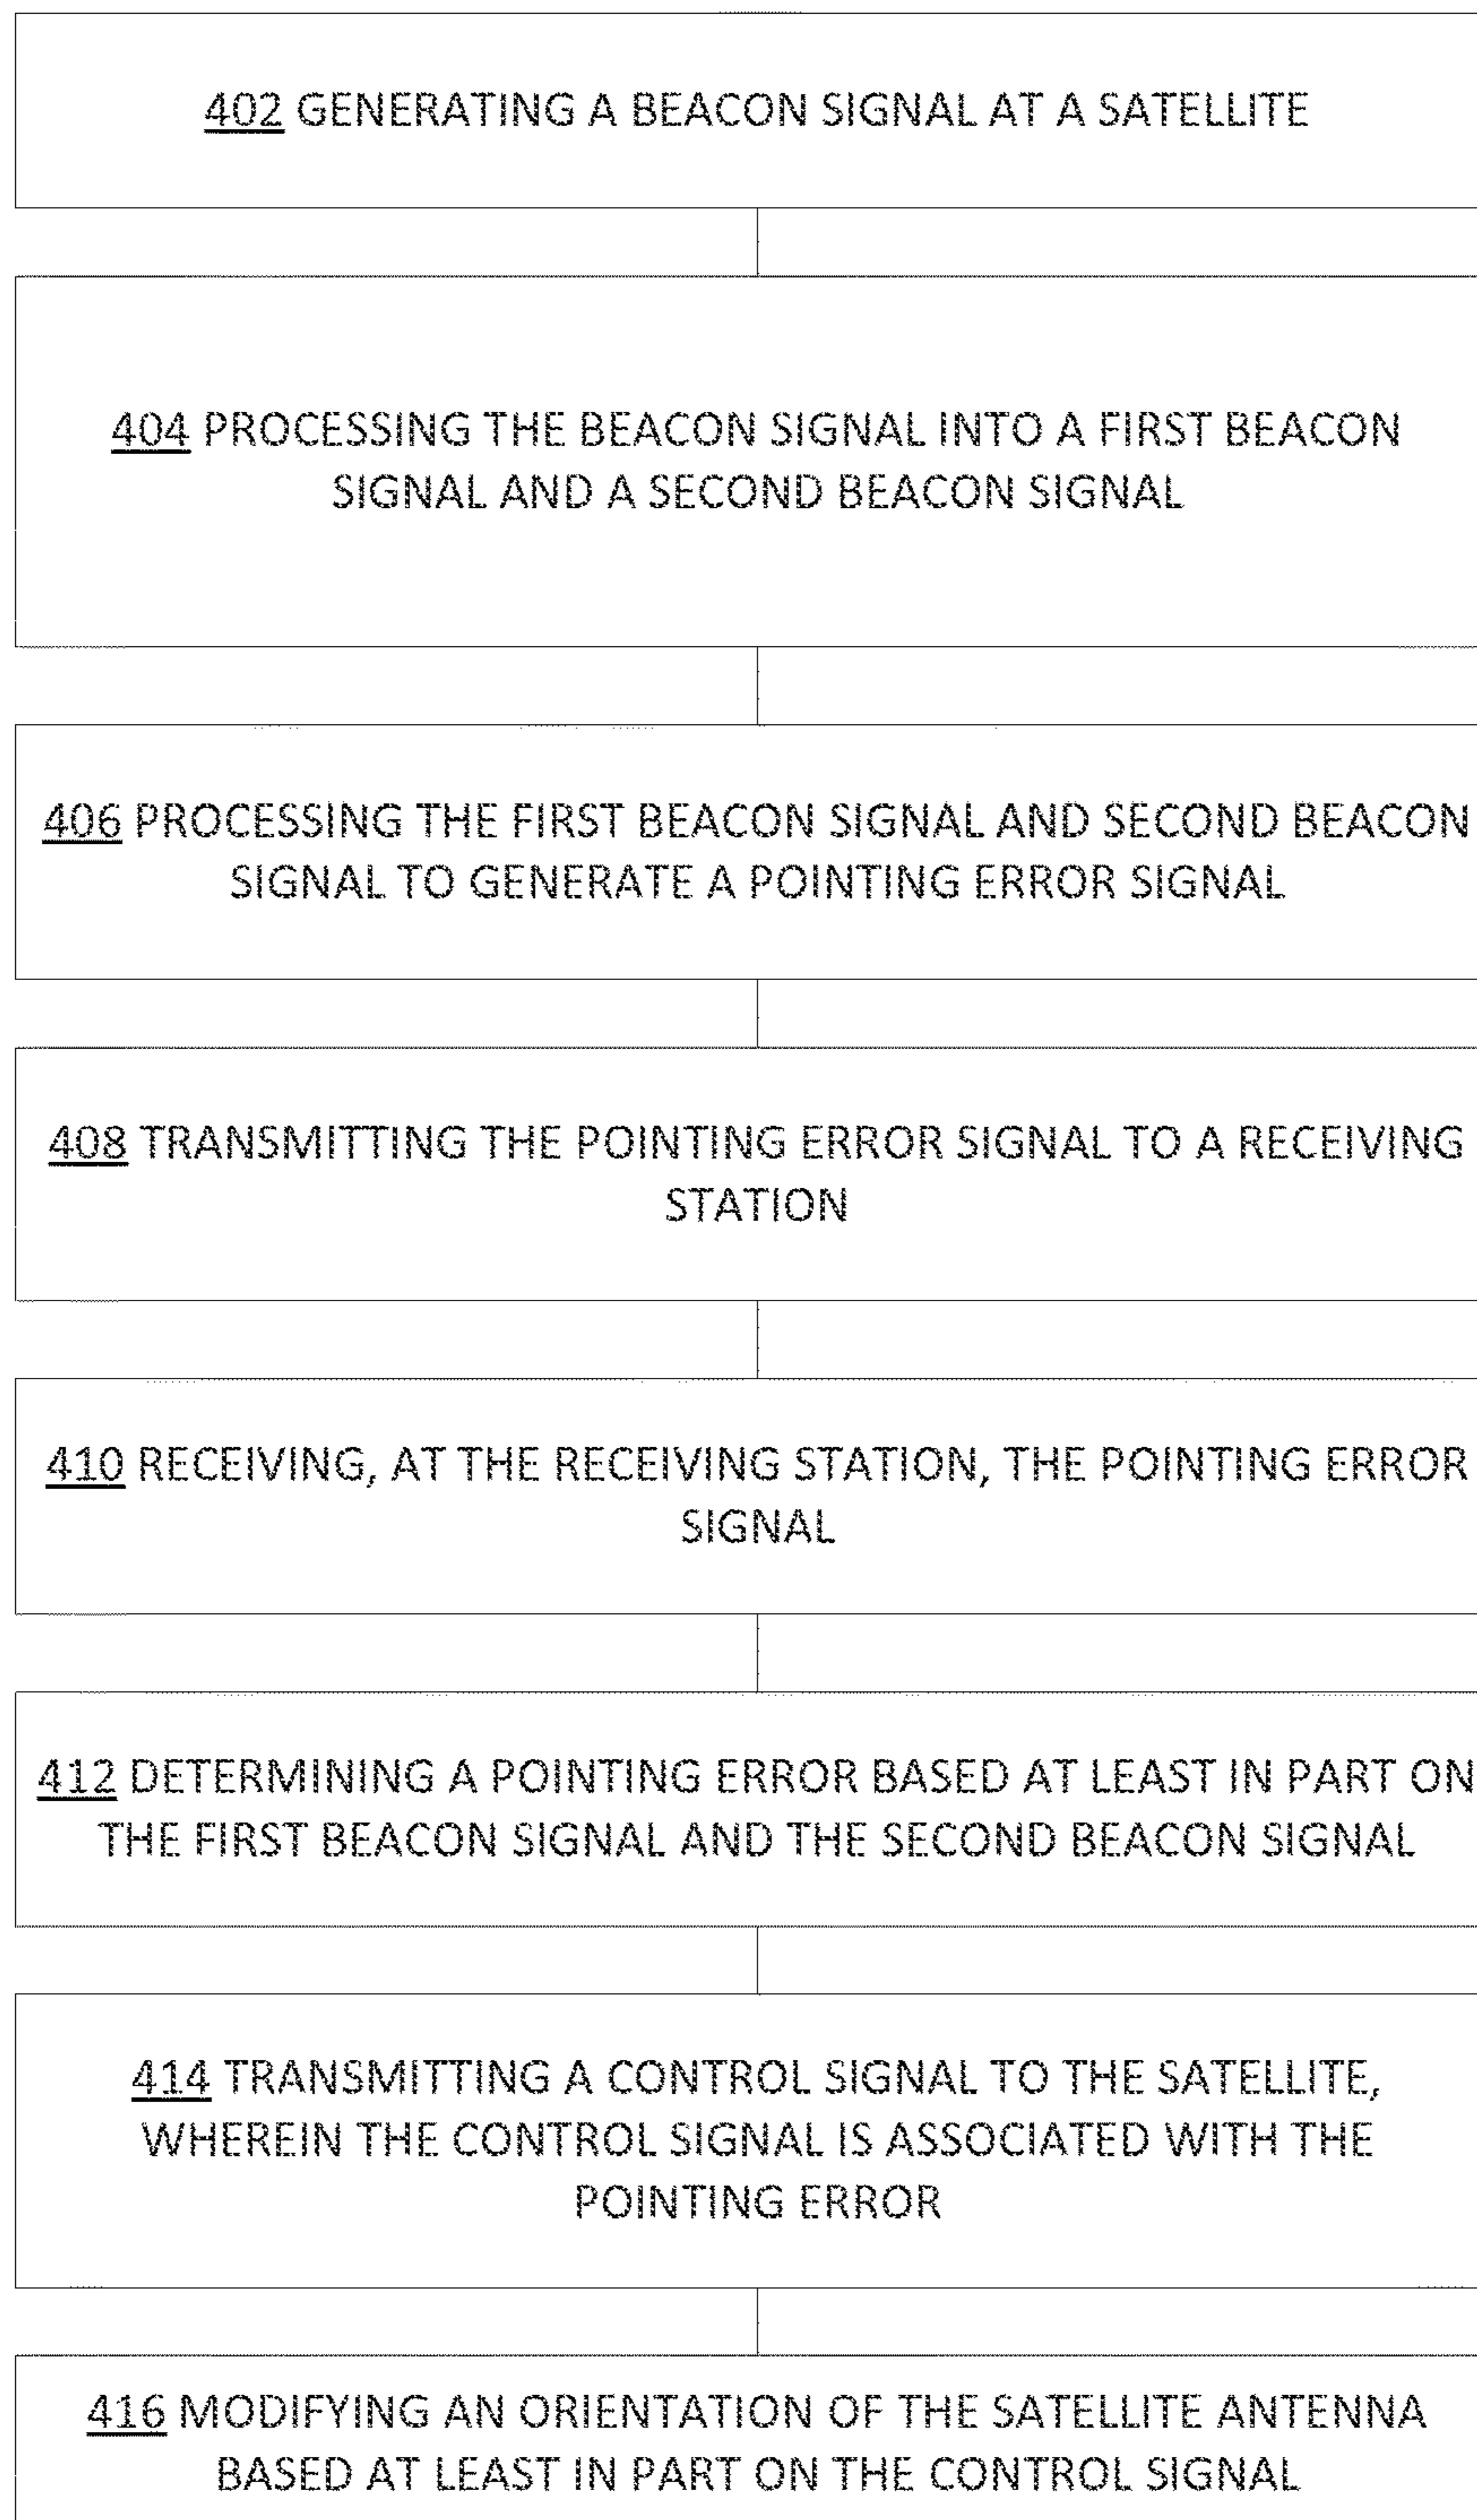 402 GENERATING A BEACON SIGNAL AT A SATELLITE
404 PROCESSING THE BEACON SIGNAL INTO A FIRST BEACON
SIGNAL AND A SECOND BEACON SIGNAL
406 PROCESSING THE FIRST BEACON SIGNAL AND SECOND BEACON
SIGNAL TO GENERATE A POINTING ERROR SIGNAL
408 TRANSMITTING THE POINTING ERROR SIGNAL TO A RECEIVING
STATION
410 RECEIVING, AT THE RECEIVING STATION, THE POINTING ERROR
SIGNAL
412 DETERMINING A POINTING ERROR BASED AT LEAST IN PART ON
THE FIRST BEACON SIGNAL AND THE SECOND BEACON SIGNAL
414 TRANSMITTING A CONTROL SIGNAL TO THE SATELLITE,
WHEREIN THE CONTROL SIGNAL IS ASSOCIATED WITH THE
POINTING ERROR
416 MODIFYING AN ORIENTATION OF THE SATELLITE ANTENNA
BASED AT LEAST IN PART ON THE CONTROL SIGNAL